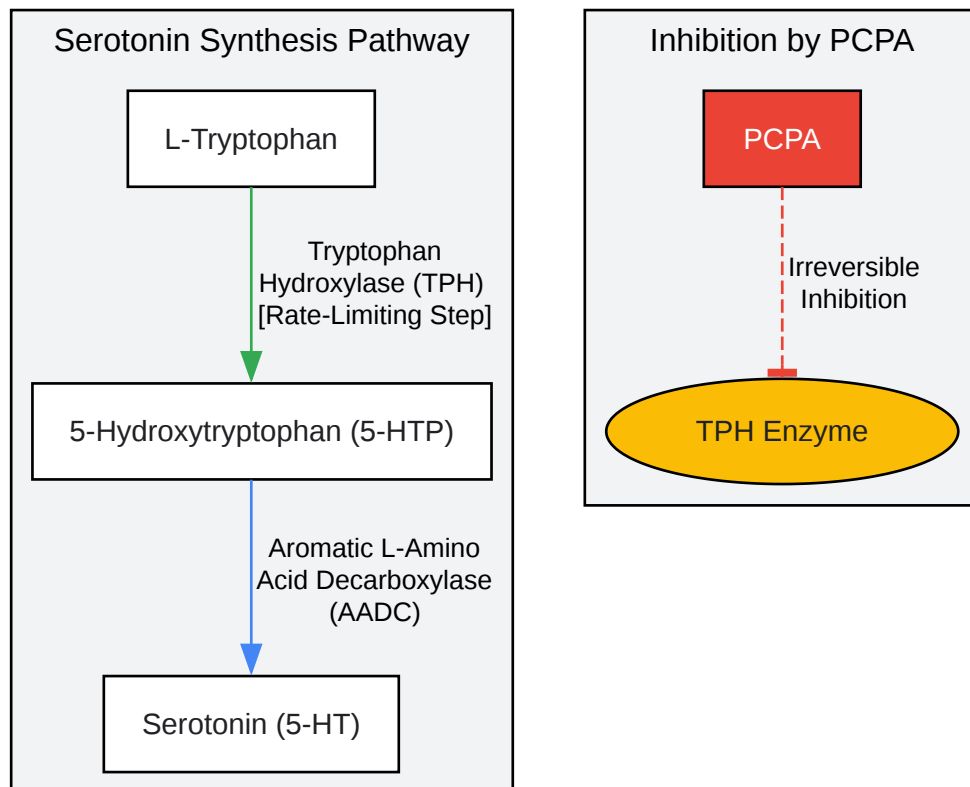 Serotonin Synthesis Pathway
L-Tryptophan
Tryptophan
Hydroxylase (TPH)
[Rate-Limiting Step]
5-Hydroxytryptophan (5-HTP)
Aromatic L-Amino
Acid Decarboxylase
(AADC)
Serotonin (5-HT)
Inhibition by PCPA
PCPA
Irreversible
Inhibition
TPH Enzyme